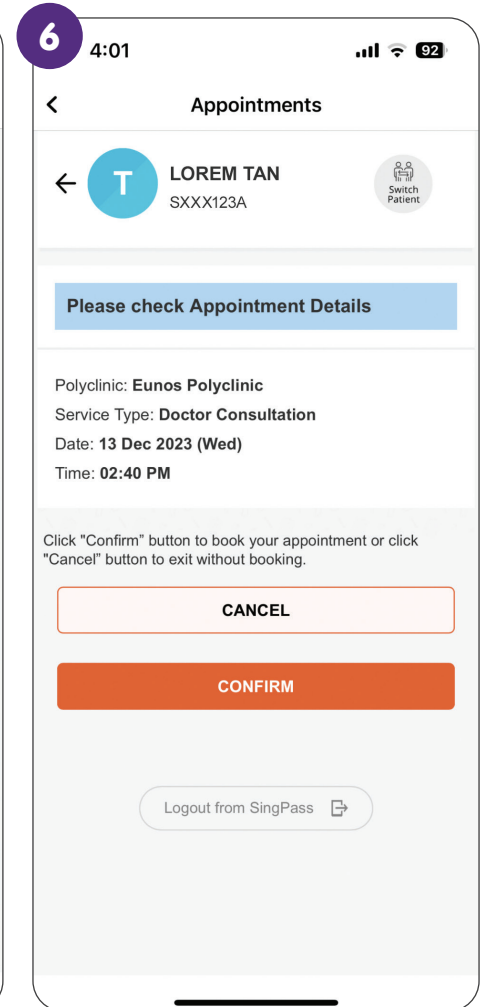 6
4:01
92
Appointments
T
LOREM TAN
SXXX123A
Switch
Patient
Please check Appointment Details
Polyclinic: Eunos Polyclinic
Service Type: Doctor Consultation
Date: 13 Dec 2023 (Wed)
Time: 02:40 PM
Click "Confirm” button to book your appointment or click
"Cancel” button to exit without booking.
CANCEL
CONFIRM
Logout from SingPass